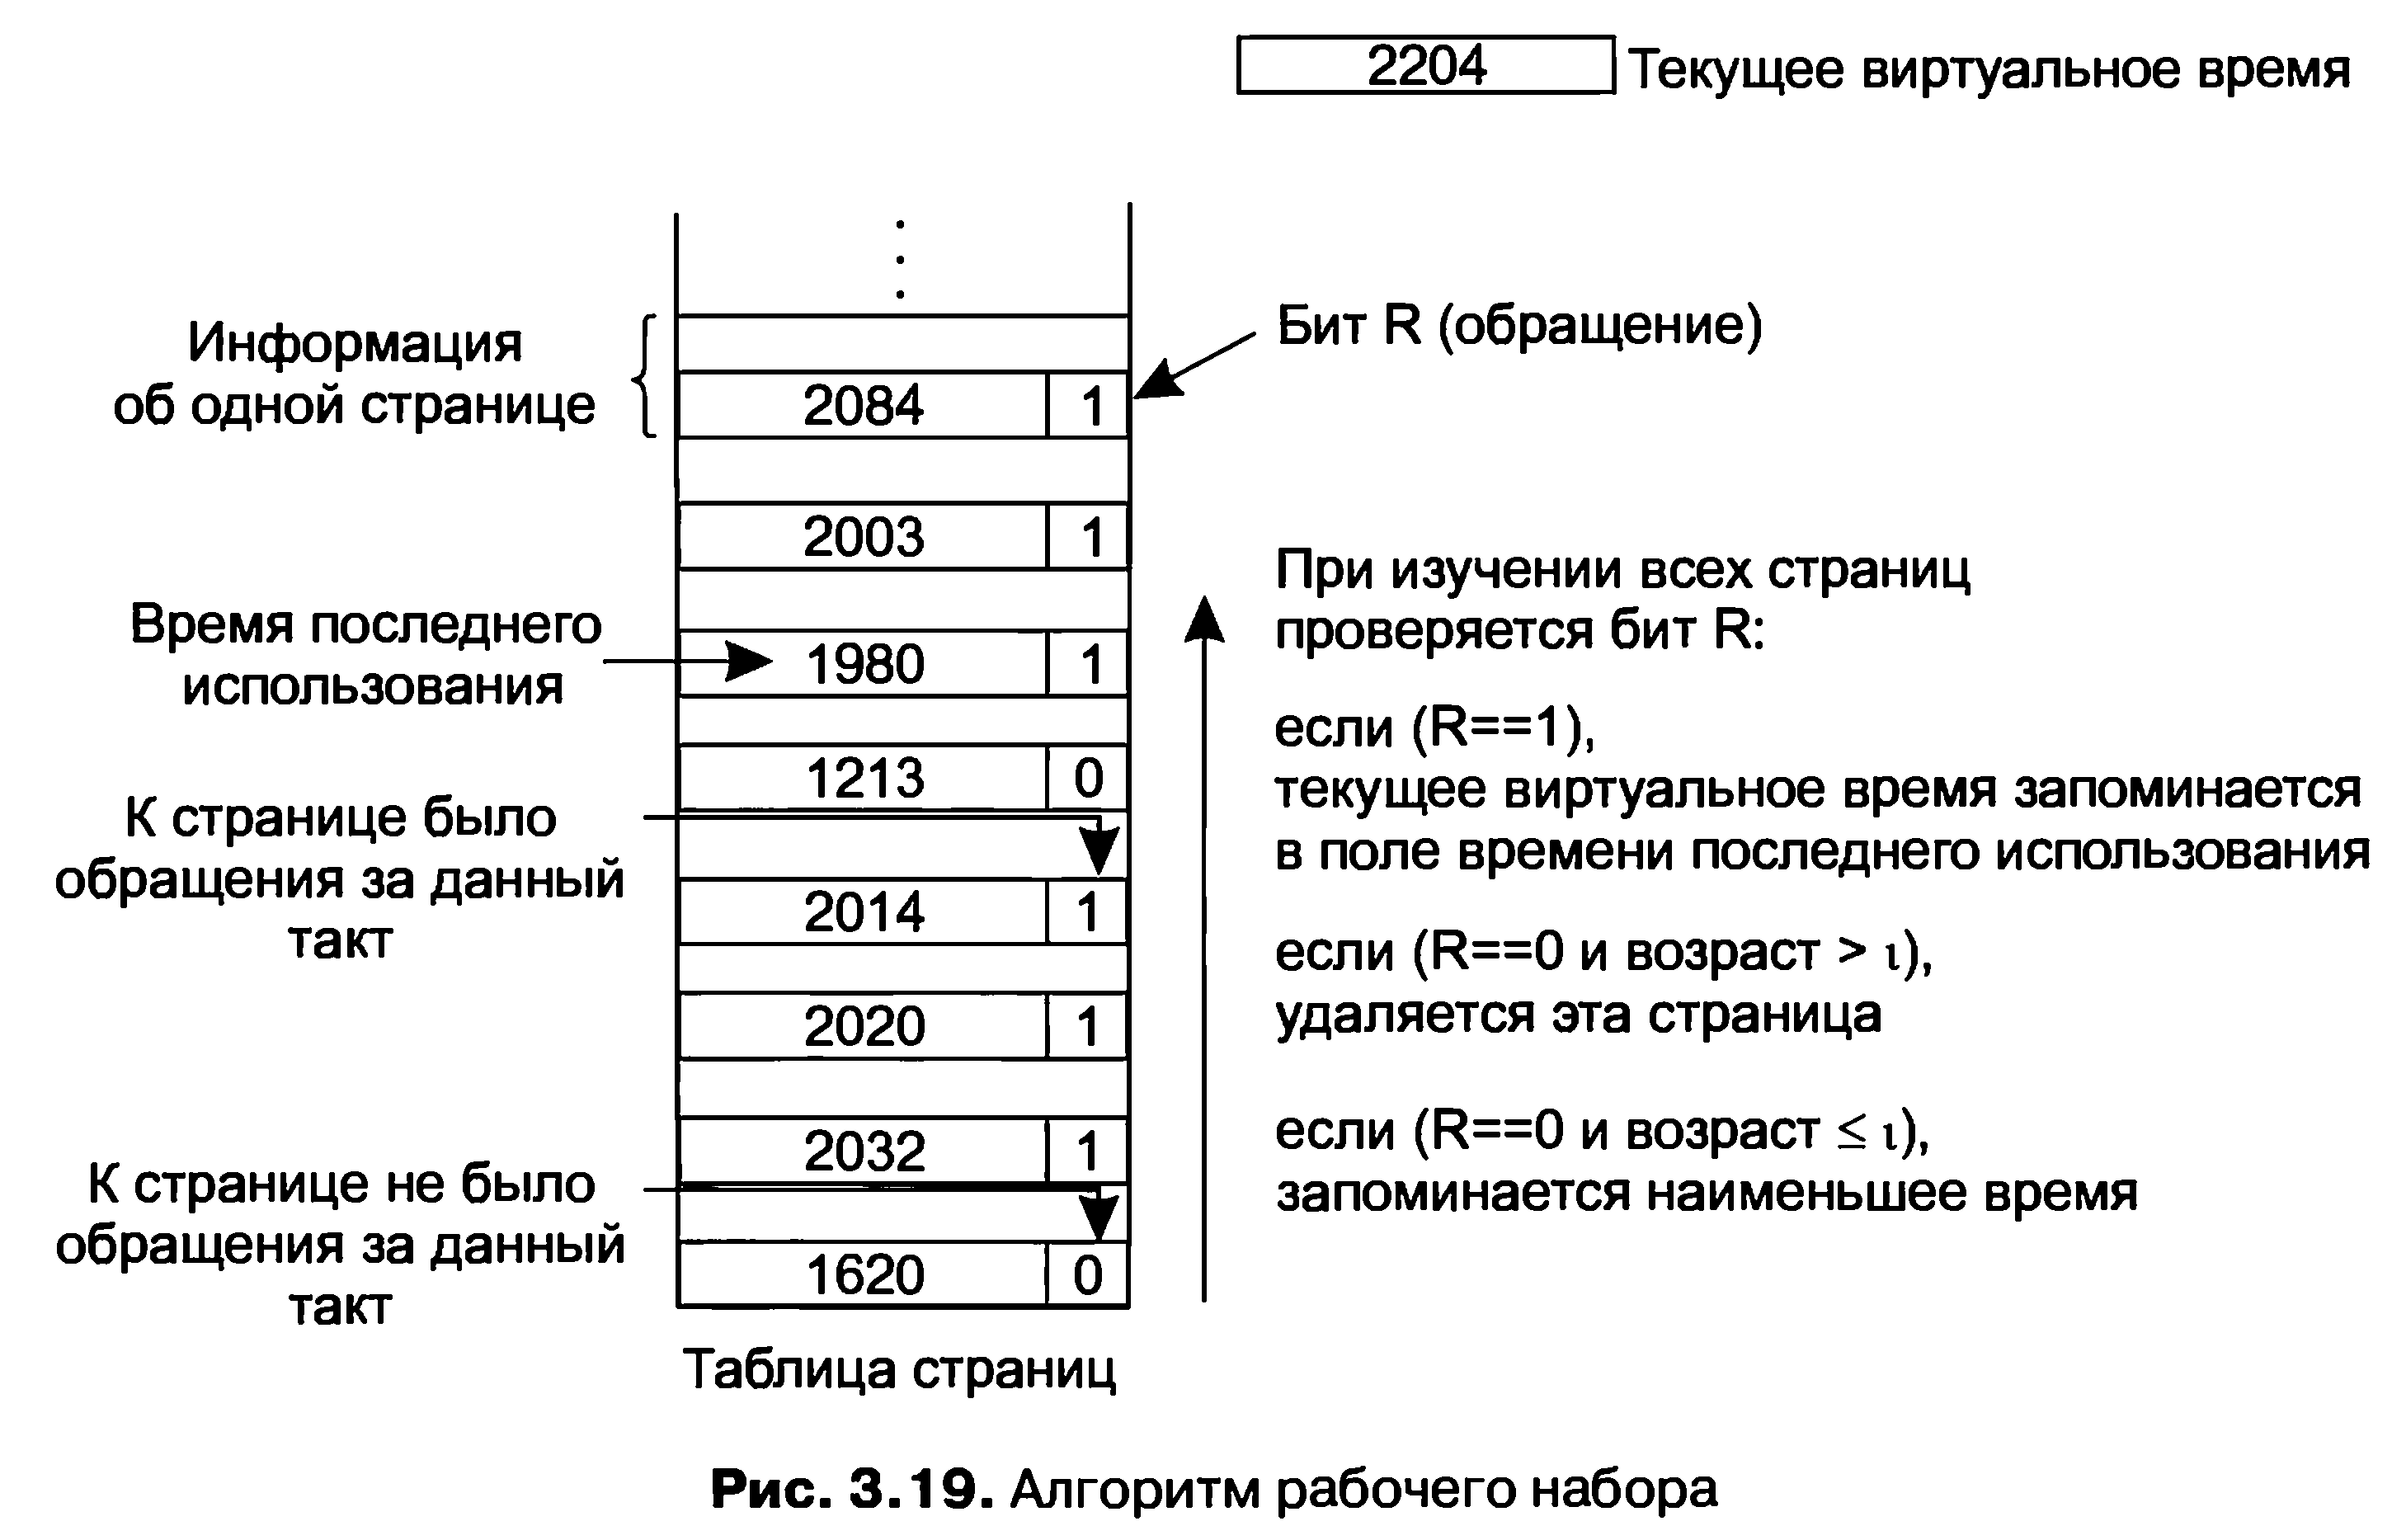 2204 Текущее виртуальное время
Информация
об одной странице
Бит R (обращение)
2084 1
2003 1
Время последнего
использования
1980 1
1213 0
К странице было
обращения за данный
такт
2014 1
2020 1
2032 1
К странице не было
обращения за данный
такт
1620 0
Таблица страниц
При изучении всех страниц
проверяется бит R:
если (R==1),
текущее виртуальное время запоминается
в поле времени последнего использования
если (R==0 и возраст > ι),
удаляется эта страница
если (R==0 и возраст ≤ ι),
запоминается наименьшее время
Рис. 3.19. Алгоритм рабочего набора